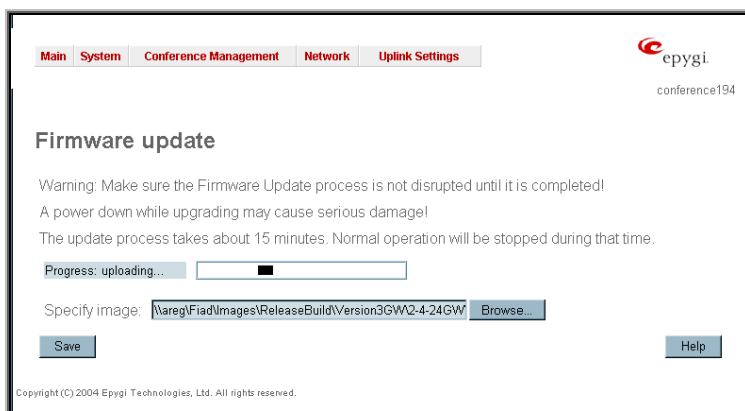 Main System Conference Management Network Uplink Settings
epygi
conference194
Firmware update
Warning: Make sure the Firmware Update process is not disrupted until it is completed!
A power down while upgrading may cause serious damage!
The update process takes about 15 minutes. Normal operation will be stopped during that time.
Progress: uploading...
Specify image: \\areg\Fiad\Images\ReleaseBuild\Version3GW\2-4-24GW\ Browse...
Save Help
Copyright (C) 2004 Epygi Technologies, Ltd. All rights reserved.